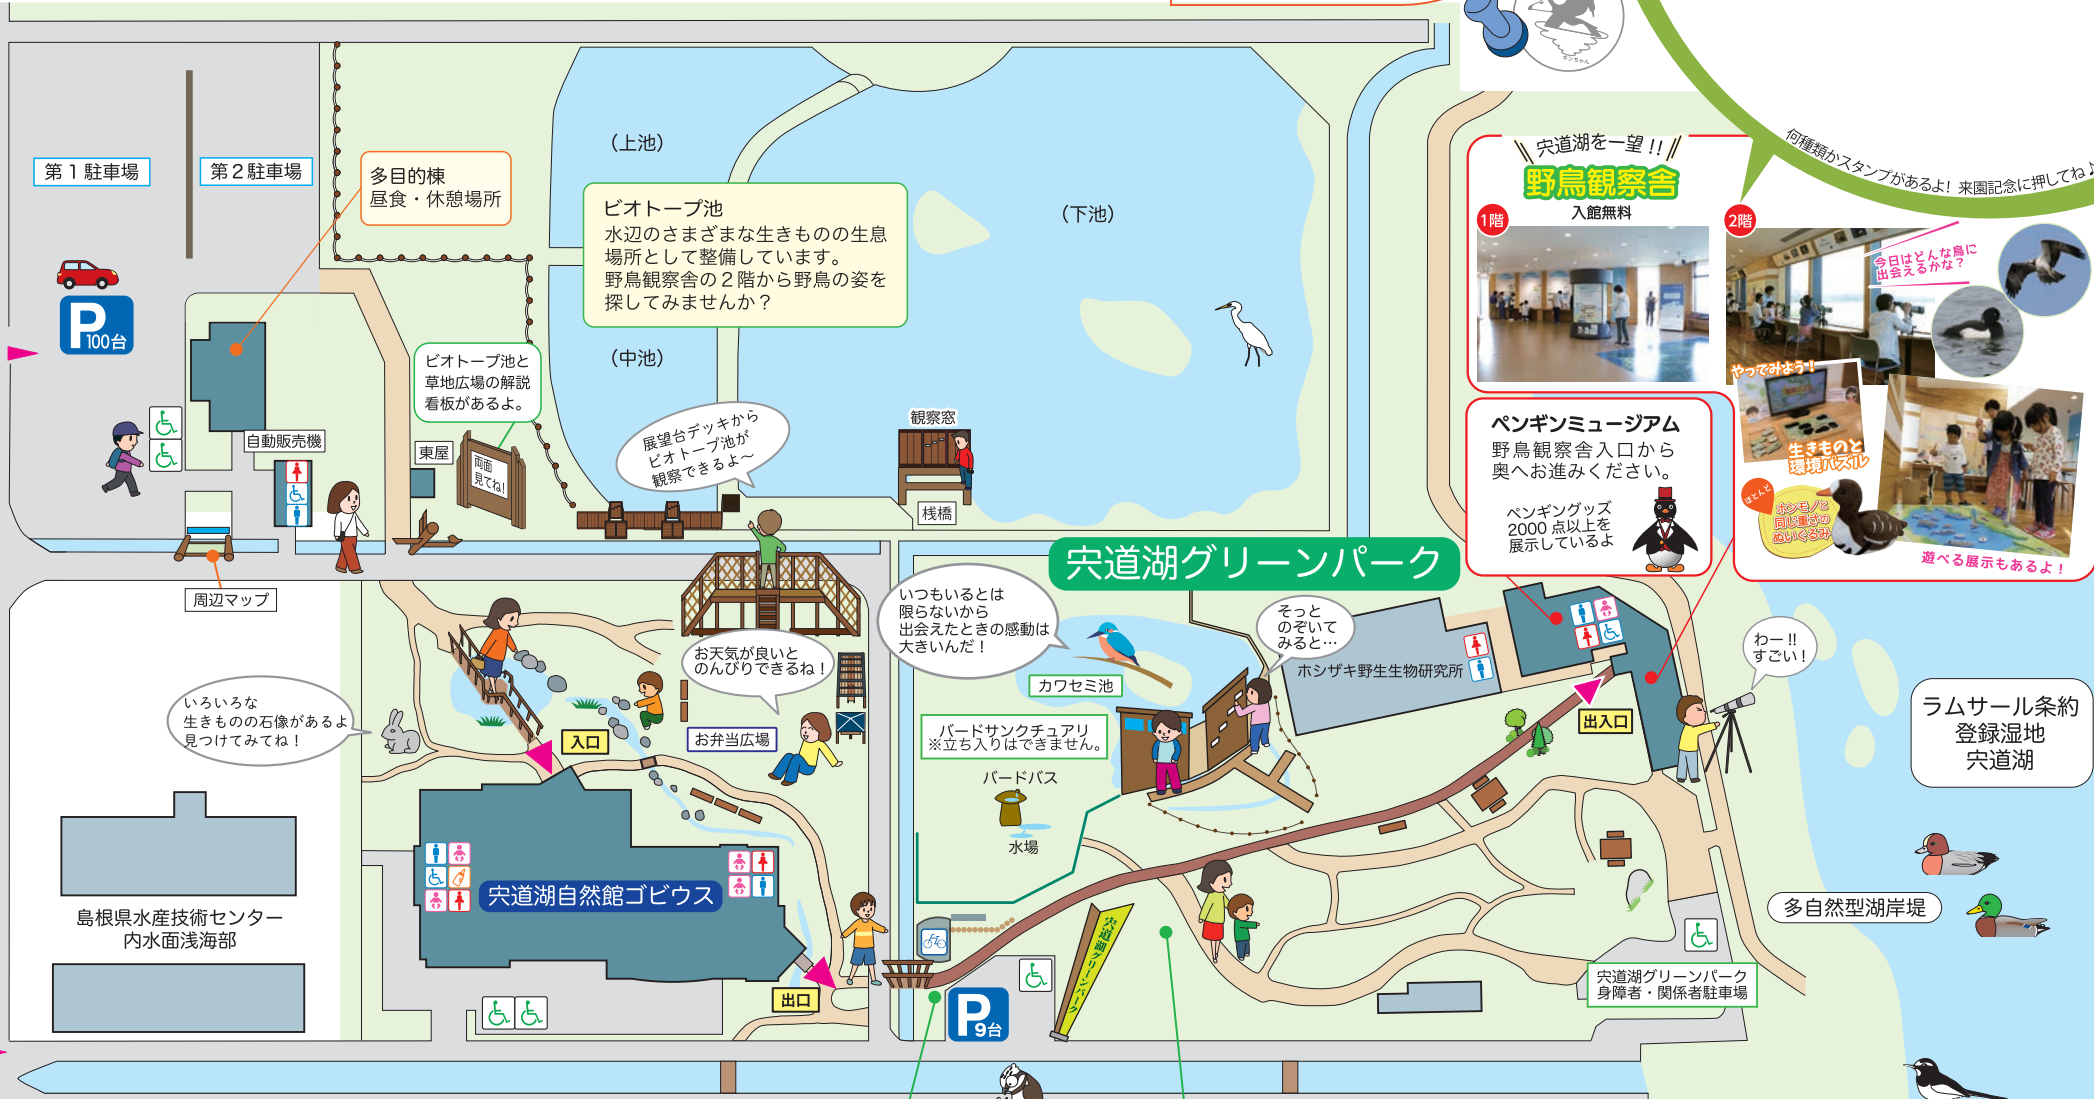 ホシちゃん
何種類かスタンプがあるよ！来園記念に押してね♪
第１駐車場
第２駐車場
多目的棟
昼食・休憩場所
P
100台
（上池）
（中池）
（下池）
ビオトープ池
水辺のさまざまな生きものの生息
場所として整備しています。
野鳥観察舎の２階から野鳥の姿を
探してみませんか？
ビオトープ池と
草地広場の解説
看板があるよ。
両面
見てね！
展望台デッキから
ビオトープ池が
観察できるよ～
自動販売機
東屋
観察窓
桟橋
周辺マップ
宍道湖を一望！！
野鳥観察舎
入館無料
1階
2階
今日はどんな鳥に
出会えるかな？
やってみよう！
生きものと
環境パズル
ほとんど
ホンモノと
同じ重さの
ぬいぐるみ
遊べる展示もあるよ！
ペンギンミュージアム
野鳥観察舎入口から
奥へお進みください。
ペンギングッズ
2000 点以上を
展示しているよ
宍道湖グリーンパーク
いつもいるとは
限らないから
出会えたときの感動は
大きいんだ！
そっと
のぞいて
みると…
ホシザキ野生生物研究所
わー！！
すごい！
カワセミ池
バードサンクチュアリ
※立ち入りはできません。
バードバス
水場
出入口
お天気が良いと
のんびりできるね！
お弁当広場
いろいろな
生きものの石像があるよ
見つけてみてね！
入口
宍道湖自然館ゴビウス
出口
島根県水産技術センター
内水面浅海部
P
9台
宍道湖グリーンパーク
宍道湖グリーンパーク
身障者・関係者駐車場
ラムサール条約
登録湿地
宍道湖
多自然型湖岸堤